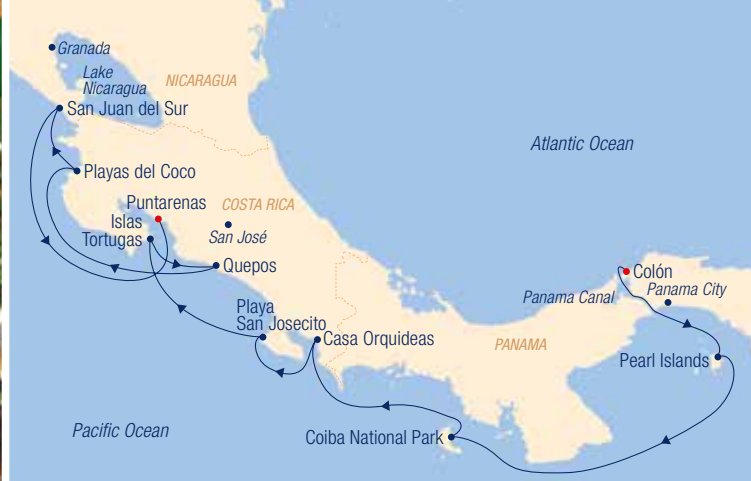 Granada
Lake
Nicaragua
NICARAGUA
San Juan del Sur
Atlantic Ocean
Playas del Coco
Puntarenas
COSTA RICA
Islas
Tortugas
San José
Quepos
Colón
Panama Canal
Panama City
Playa
San Josecito
Casa Orquideas
PANAMA
Pearl Islands
Pacific Ocean
Coiba National Park